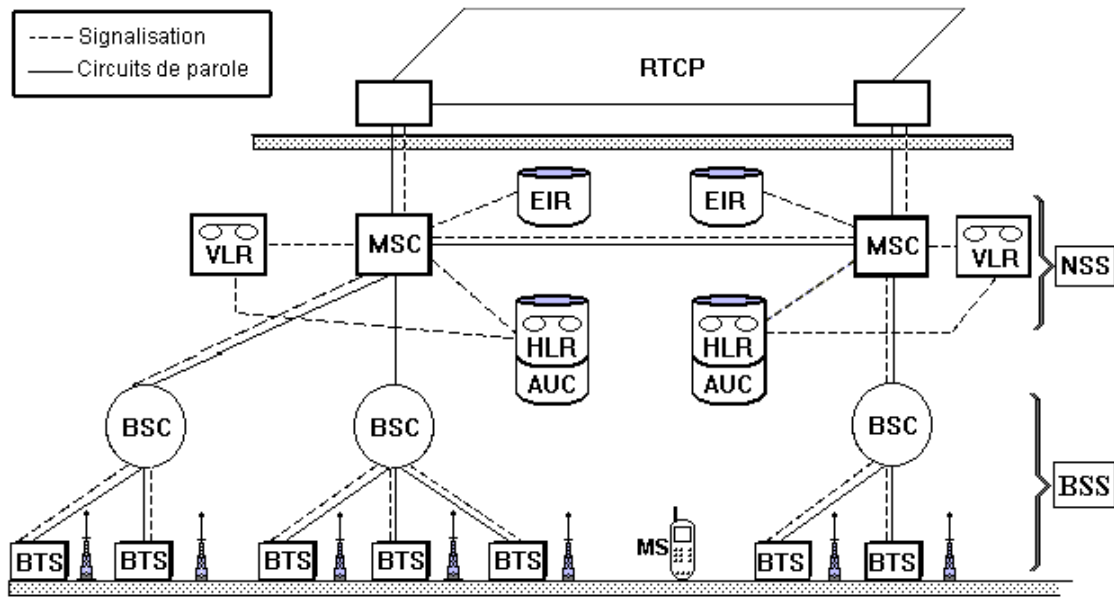 Signalisation
Circuits de parole
RTCP
EIR
EIR
VLR
MSC
MSC
VLR
NSS
HLR
AUC
HLR
AUC
BSC
BSC
BSC
BSS
MS
BTS
BTS
BTS
BTS
BTS
BTS
BTS